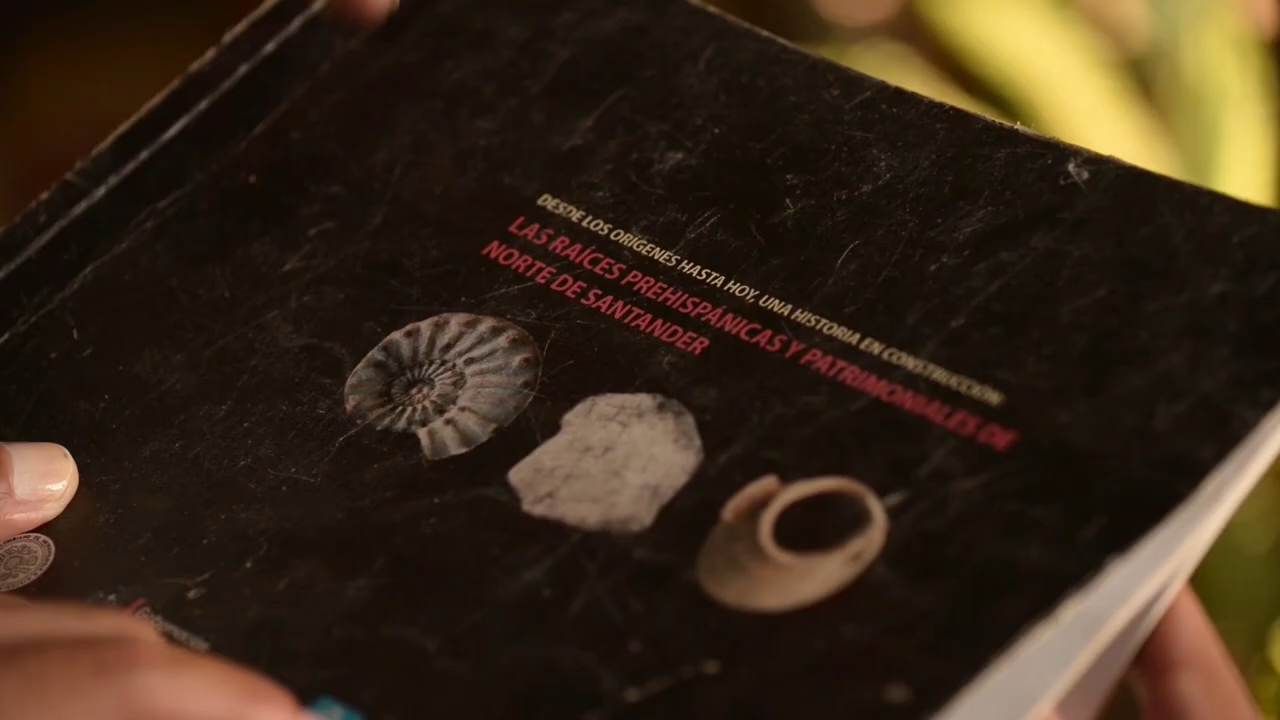 DESDE LOS ORÍGENES HASTA HOY, UNA HISTORIA EN CONSTRUCCIÓN
LAS RAÍCES PREHISPÁNICAS Y PATRIMONIALES DE
NORTE DE SANTANDER